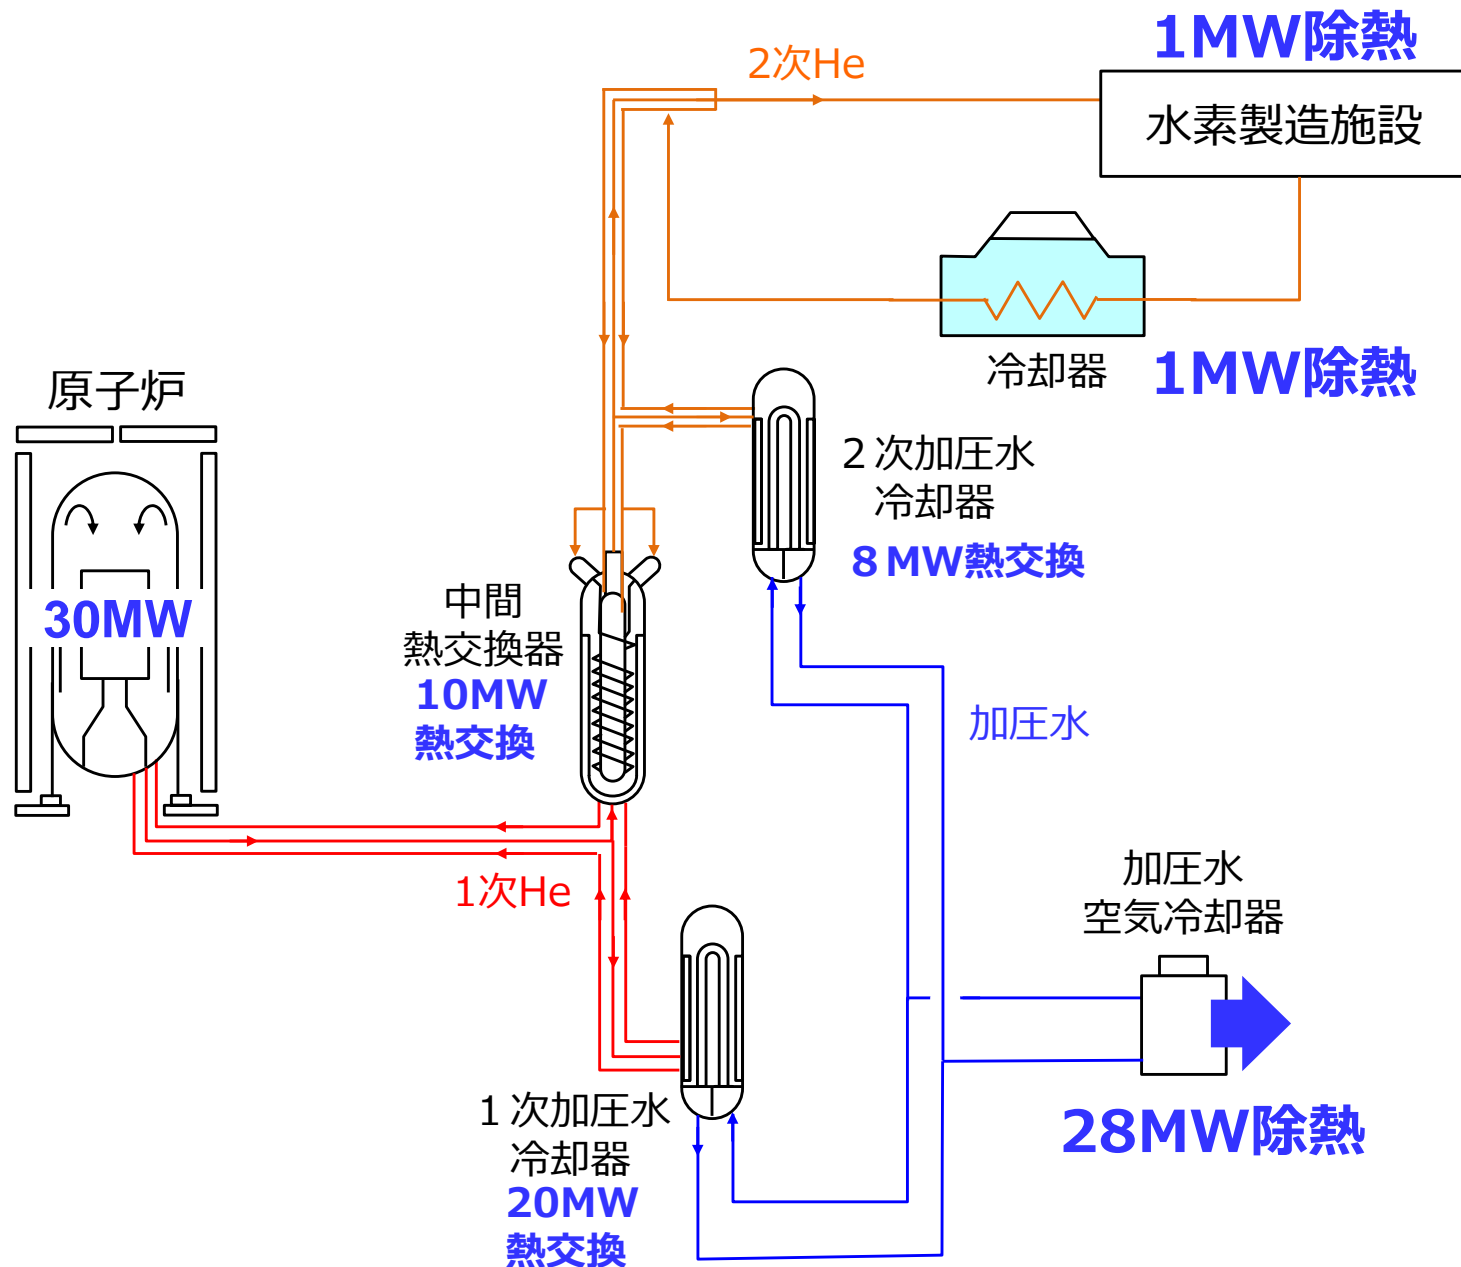 1MW除熱
2次He
水素製造施設
冷却器
1MW除熱
原子炉
30MW
2次加圧水
冷却器
8MW熱交換
中間
熱交換器
10MW
熱交換
加圧水
1次He
加圧水
空気冷却器
28MW除熱
1次加圧水
冷却器
20MW
熱交換